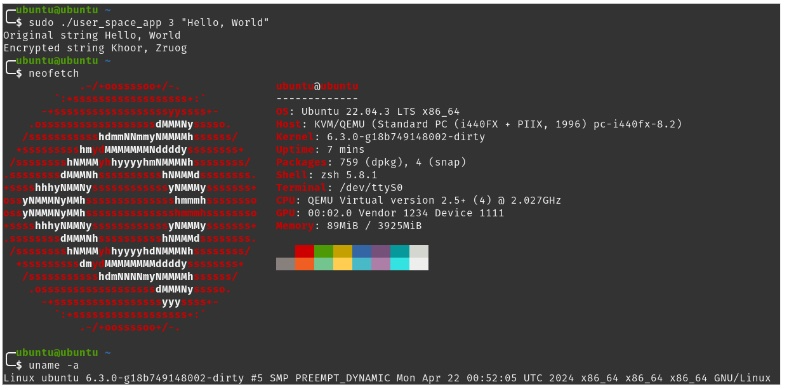 ubuntu@ubuntu ~
$ sudo ./user_space_app 3 "Hello, World"
Original string Hello, World
Encrypted string Khoor, Zruog
ubuntu@ubuntu ~
$ neofetch
ubuntu@ubuntu
-------------
OS: Ubuntu 22.04.3 LTS x86_64
Host: KVM/QEMU (Standard PC (i440FX + PIIX, 1996) pc-i440fx-8.2)
Kernel: 6.3.0-g18b749148002-dirty
Uptime: 7 mins
Packages: 759 (dpkg), 4 (snap)
Shell: zsh 5.8.1
Terminal: /dev/ttyS0
CPU: QEMU Virtual version 2.5+ (4) @ 2.027GHz
GPU: 00:02.0 Vendor 1234 Device 1111
Memory: 89MiB / 3925MiB
ubuntu@ubuntu ~
$ uname -a
Linux ubuntu 6.3.0-g18b749148002-dirty #5 SMP PREEMPT_DYNAMIC Mon Apr 22 00:52:05 UTC 2024 x86_64 x86_64 x86_64 GNU/Linux